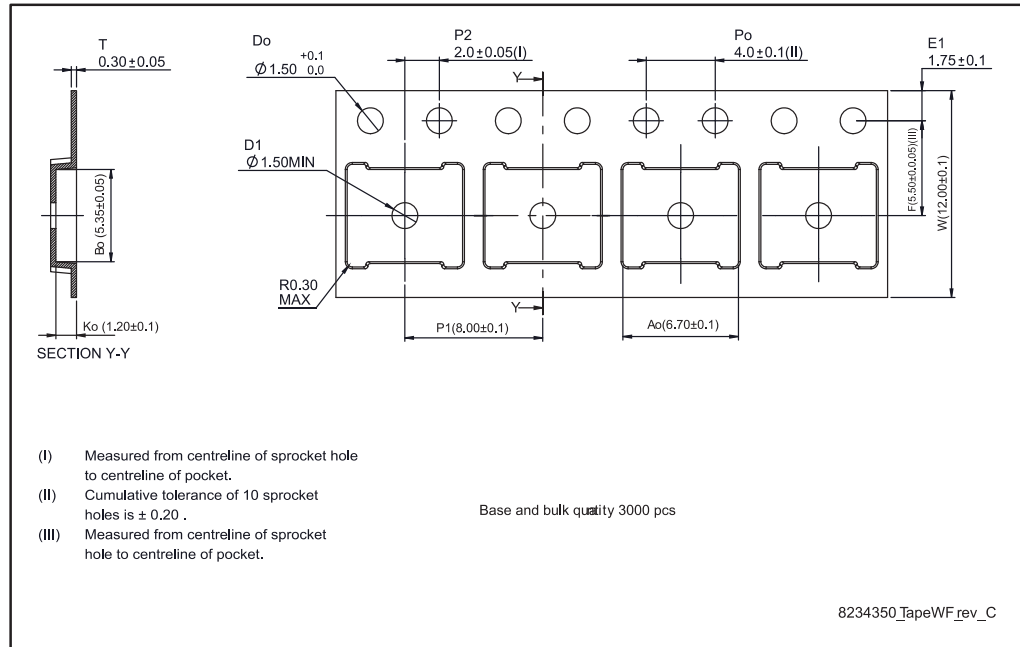 T
0.30±0.05
Do
Ø1.50 +0.1 0.0
P2
2.0±0.05(I)
Po
4.0±0.1(II)
E1
1.75±0.1
Y
D1
Ø1.50MIN
Bo (5.35±0.05)
F(5.50±0.0.05)(III)
W(12.00±0.1)
R0.30
MAX
Y
Ko (1.20±0.1)
P1(8.00±0.1)
Ao(6.70±0.1)
SECTION Y-Y
(I) Measured from centreline of sprocket hole
to centreline of pocket.
(II) Cumulative tolerance of 10 sprocket
holes is ± 0.20 .
(III) Measured from centreline of sprocket
hole to centreline of pocket.
Base and bulk quatity 3000 pcs
8234350_TapeWF_rev_C